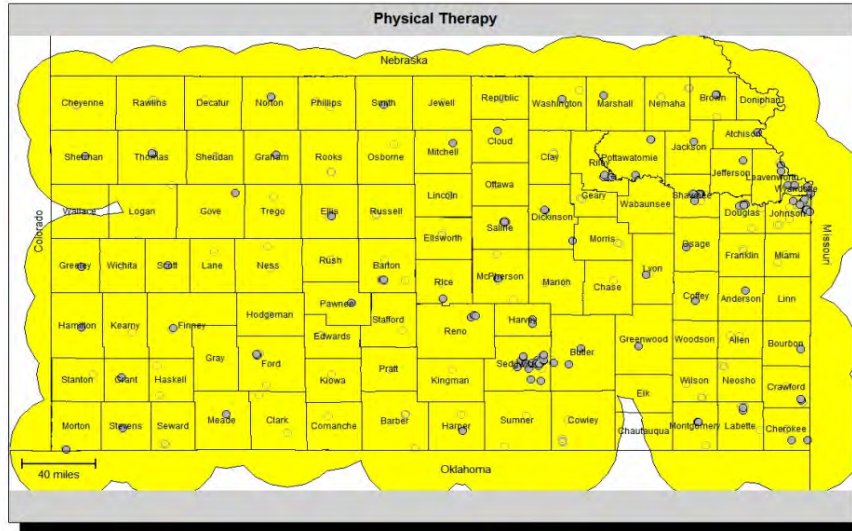 Physical Therapy
Nebraska
Cheyenne Rawlins Decatur Norton Phillips Smith Jewell Republic Washington Marshall Nemaha Brown Doniphan
Sherman Thomas Sheridan Graham Rooks Osborne Mitchell Cloud Clay Riley Pottawatomie Jackson Atchison
Jefferson Leavenworth Wyandotte
Wallace Logan Gove Trego Ellis Russell Lincoln Ottawa Dickinson Geary Wabaunsee Shawnee Douglas Johnson
Saline
Colorado
Missouri
Greeley Wichita Scott Lane Ness Rush Barton Ellsworth McPherson Marion Morris Chase Lyon Osage Franklin Miami
Rice
Hamilton Kearny Finney Hodgeman Pawnee Stafford Reno Harvey Coffey Anderson Linn
Edwards
Gray Ford Greenwood Woodson Allen Bourbon
Stanton Grant Haskell Kiowa Pratt Kingman Sedgwick Butler Wilson Neosho Crawford
Elk
Morton Stevens Seward Meade Clark Comanche Barber Harper Sumner Cowley Chautauqua Montgomery Labette Cherokee
40 miles
Oklahoma